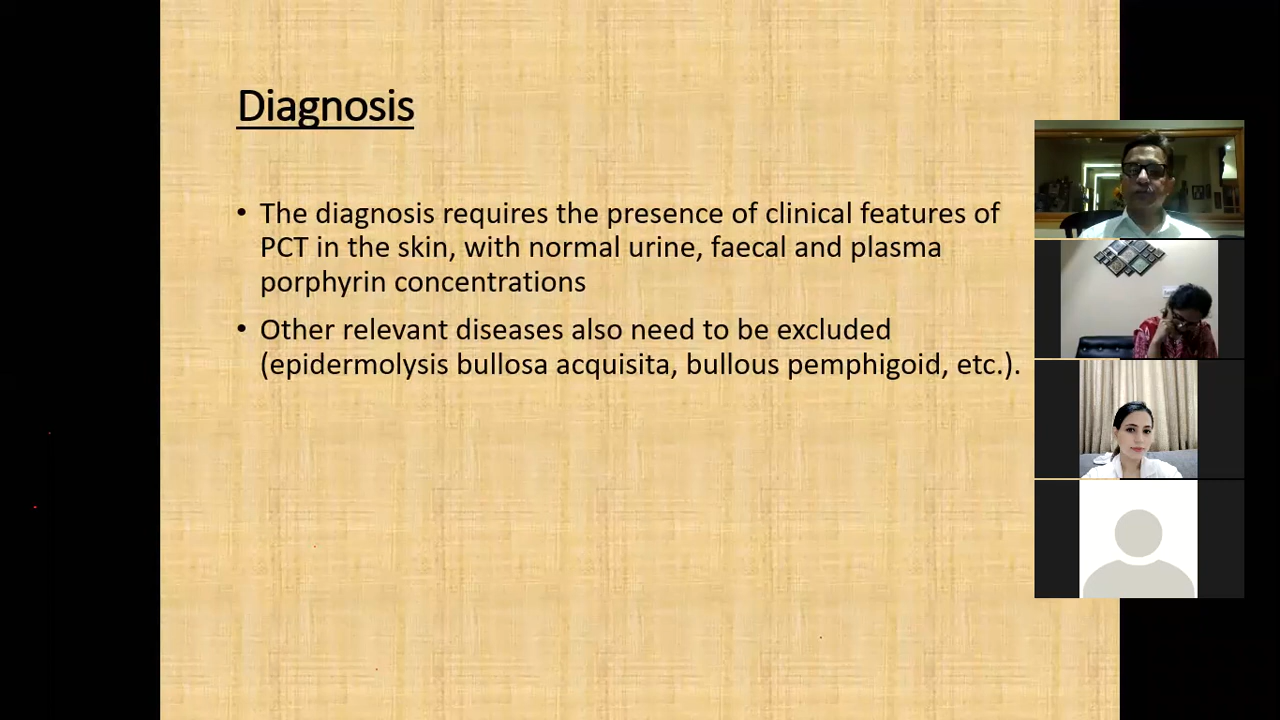 Diagnosis
• The diagnosis requires the presence of clinical features of
PCT in the skin, with normal urine, faecal and plasma
porphyrin concentrations
• Other relevant diseases also need to be excluded
(epidermolysis bullosa acquisita, bullous pemphigoid, etc.).